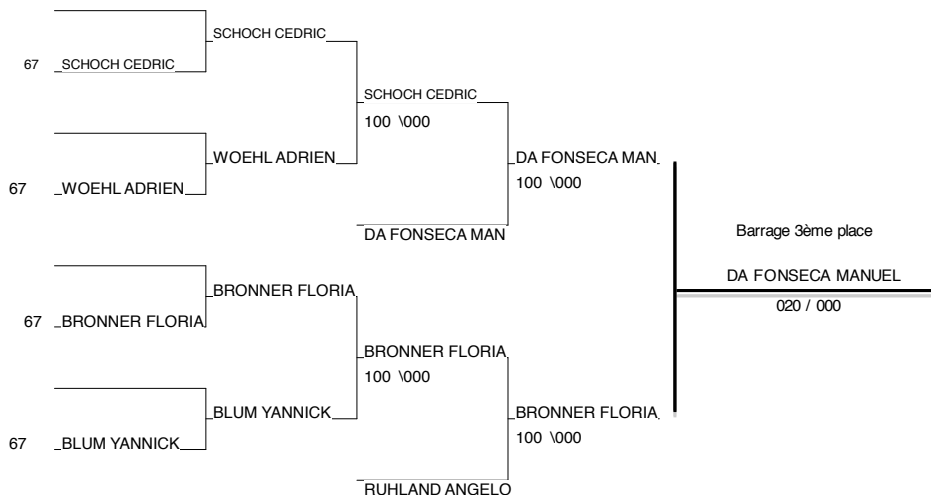 SCHOCH CEDRIC
67 SCHOCH CEDRIC
SCHOCH CEDRIC
100 \000
WOEHL ADRIEN
DA FONSECA MAN
67 WOEHL ADRIEN
100 \000
DA FONSECA MAN
Barrage 3ème place
DA FONSECA MANUEL
020 / 000
BRONNER FLORIA
67 BRONNER FLORIA
BRONNER FLORIA
100 \000
BLUM YANNICK
BRONNER FLORIA
67 BLUM YANNICK
100 \000
RUHLAND ANGELO